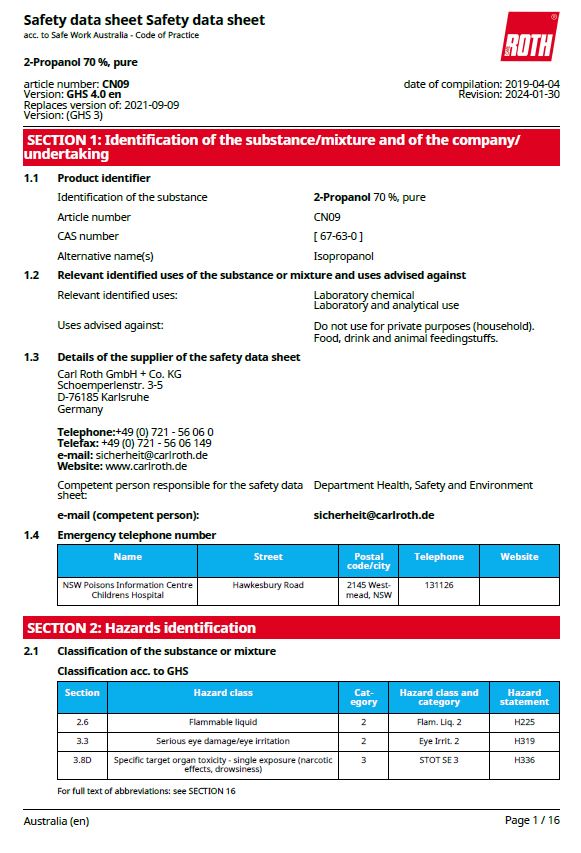 Safety data sheet Safety data sheet
acc. to Safe Work Australia - Code of Practice
ROTH
2-Propanol 70 %, pure
article number: CN09
Version: GHS 4.0 en
Replaces version of: 2021-09-09
Version: (GHS 3)
date of compilation: 2019-04-04
Revision: 2024-01-30
SECTION 1: Identification of the substance/mixture and of the company/
undertaking
1.1 Product identifier
Identification of the substance 2-Propanol 70 %, pure
Article number CN09
CAS number [ 67-63-0 ]
Alternative name(s) Isopropanol
1.2 Relevant identified uses of the substance or mixture and uses advised against
Relevant identified uses: Laboratory chemical
Laboratory and analytical use
Uses advised against: Do not use for private purposes (household).
Food, drink and animal feedingstuffs.
1.3 Details of the supplier of the safety data sheet
Carl Roth GmbH + Co. KG
Schoemperlenstr. 3-5
D-76185 Karlsruhe
Germany
Telephone:+49 (0) 721 - 56 06 0
Telefax: +49 (0) 721 - 56 06 149
e-mail: sicherheit@carlroth.de
Website: www.carlroth.de
Competent person responsible for the safety data
sheet:
Department Health, Safety and Environment
e-mail (competent person): sicherheit@carlroth.de
1.4 Emergency telephone number
Name Street Postal
code/city Telephone Website
NSW Poisons Information Centre
Childrens Hospital
Hawkesbury Road
2145 West-
mead, NSW
131126
SECTION 2: Hazards identification
2.1 Classification of the substance or mixture
Classification acc. to GHS
Section Hazard class Cat-
egory
Hazard class and
category
Hazard
statement
2.6 Flammable liquid 2 Flam. Liq. 2 H225
3.3 Serious eye damage/eye irritation 2 Eye Irrit. 2 H319
3.8D Specific target organ toxicity - single exposure (narcotic
effects, drowsiness)
3 STOT SE 3 H336
For full text of abbreviations: see SECTION 16
Australia (en) Page 1 / 16